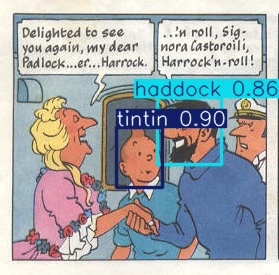 Delighted to see
you again, my dear
Padlock...er...Harrock.
...'n roll, Sig-
nora Castoroili,
Harrock'n-roll!
haddock 0.86
tintin 0.90